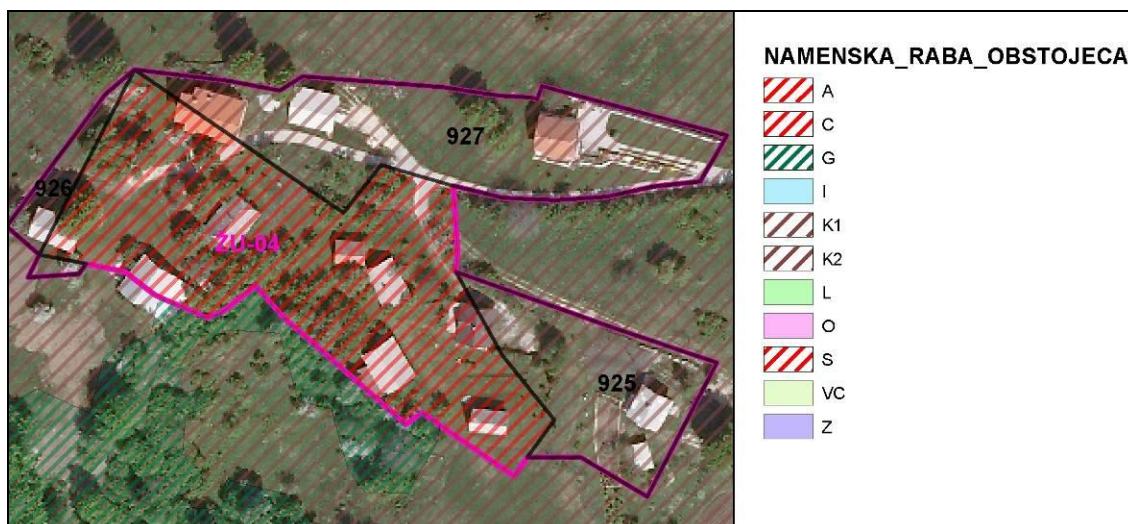 927
926
ZU-04
925
NAMENSKA_RABA_OBSTOJECA
A
C
G
I
K1
K2
L
O
S
VC
Z